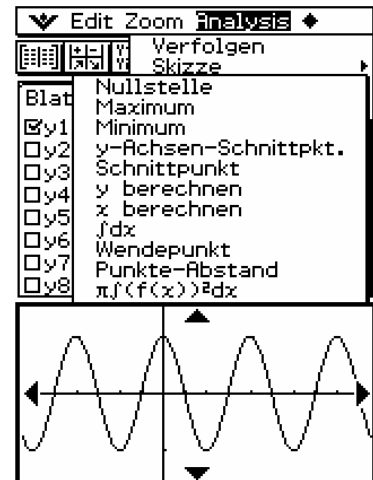 Edit Zoom Analysis
Verfolgen
Skizze
Nullstelle
Maximum
Minimum
y-Achsen-Schnittpkt.
Schnittpunkt
y berechnen
x berechnen
∫dx
Wendepunkt
Punkte-Abstand
π∫(f(x))²dx
Blat
y1
y2
y3
y4
y5
y6
y7
y8